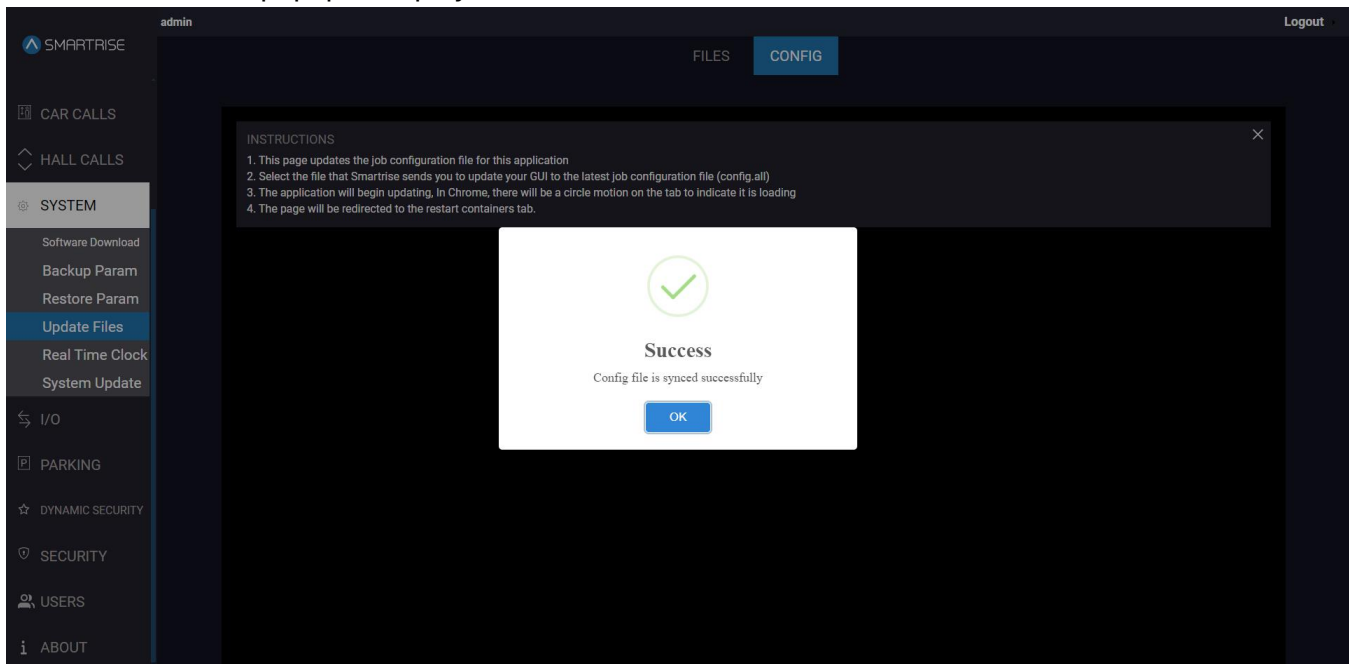 admin
Logout
SMARTRISE
FILES
CONFIG
CAR CALLS
HALL CALLS
SYSTEM
Software Download
Backup Param
Restore Param
Update Files
Real Time Clock
System Update
I/O
PARKING
DYNAMIC SECURITY
SECURITY
USERS
ABOUT
INSTRUCTIONS
1. This page updates the job configuration file for this application
2. Select the file that Smartrise sends you to update your GUI to the latest job configuration file (config.all)
3. The application will begin updating, In Chrome, there will be a circle motion on the tab to indicate it is loading
4. The page will be redirected to the restart containers tab.
Success
Config file is synced successfully
OK